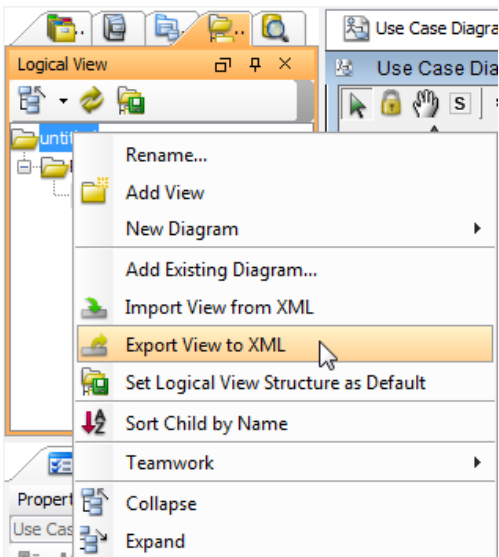 Use Case Diagra
Logical View
Use Case Dia
S
unti
Rename...
Add View
New Diagram
Add Existing Diagram...
Import View from XML
Export View to XML
Set Logical View Structure as Default
Sort Child by Name
Teamwork
Propert
Collapse
Use Cas
Expand